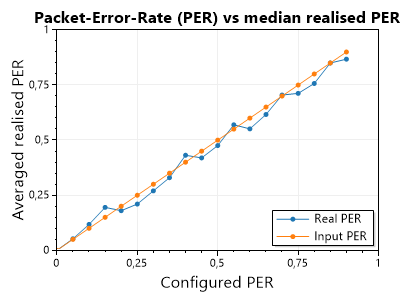 Packet-Error-Rate (PER) vs median realised PER
Averaged realised PER
1
0,75
0,5
0,25
0
0
0,25
0,5
0,75
1
Real PER
Input PER
Configured PER